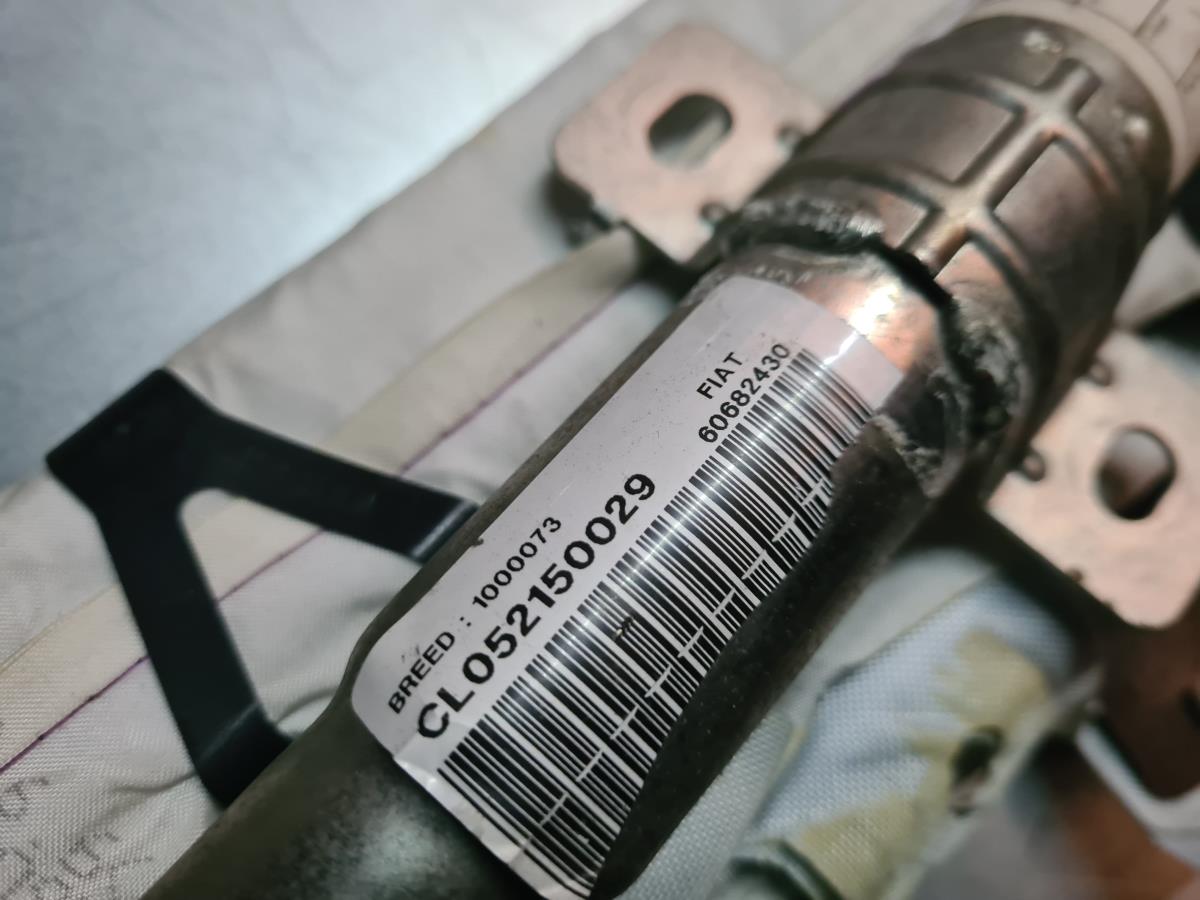 FIAT
60682430
BREED : 1000073
CL052150029